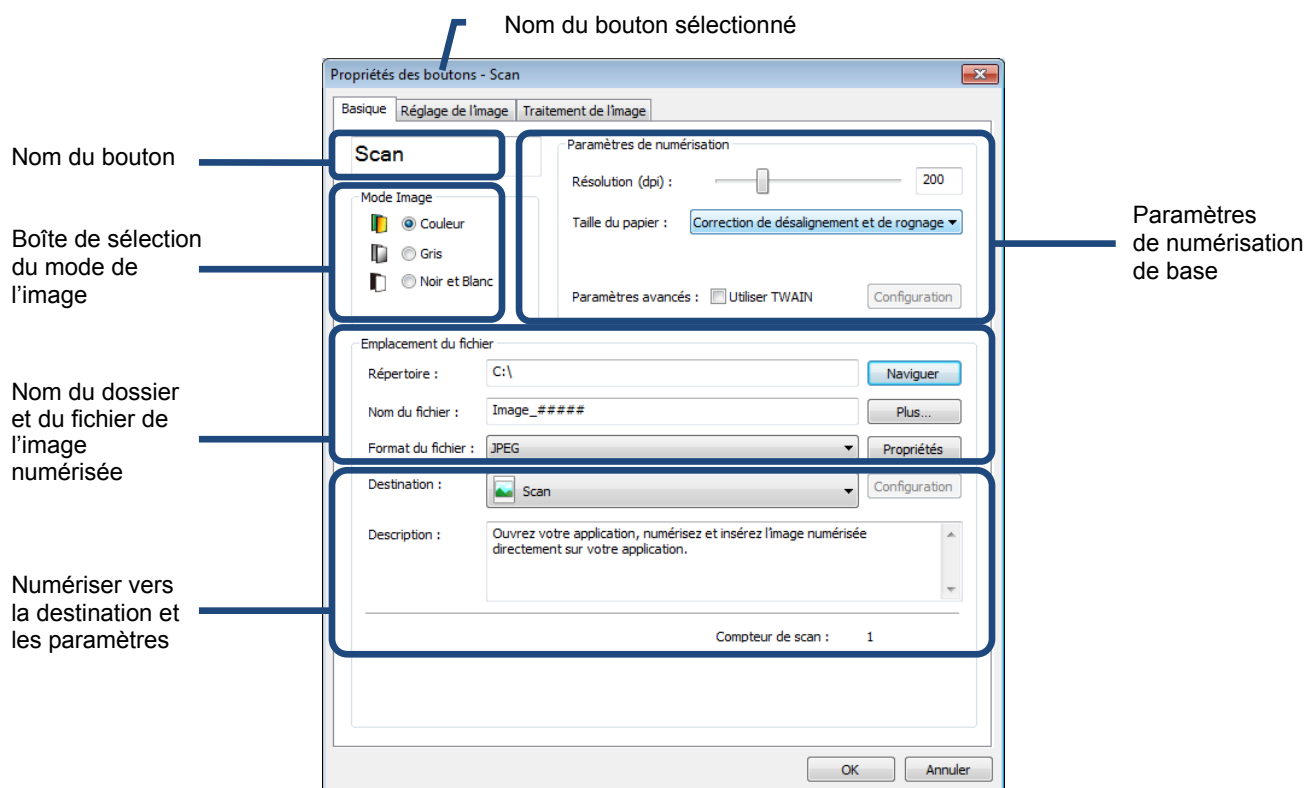 Nom du bouton sélectionné
Propriétés des boutons - Scan
Basique
Réglage de l'image
Traitement de l'image
Nom du bouton
Scan
Boîte de sélection
du mode de
l'image
Mode Image
Couleur
Gris
Noir et Blanc
Paramètres de numérisation
Résolution (dpi) :
200
Taille du papier :
Correction de désalignement et de rognage
Paramètres avancés :
Utiliser TWAIN
Configuration
Paramètres
de numérisation
de base
Nom du dossier
et du fichier de
l'image
numérisée
Emplacement du fichier
Répertoire :
C:\
Naviguer
Nom du fichier :
Image_#####
Plus...
Format du fichier :
JPEG
Propriétés
Numériser vers
la destination et
les paramètres
Destination :
Scan
Configuration
Description :
Ouvrez votre application, numérisez et insérez l'image numérisée
directement sur votre application.
Compteur de scan :
1
OK
Annuler